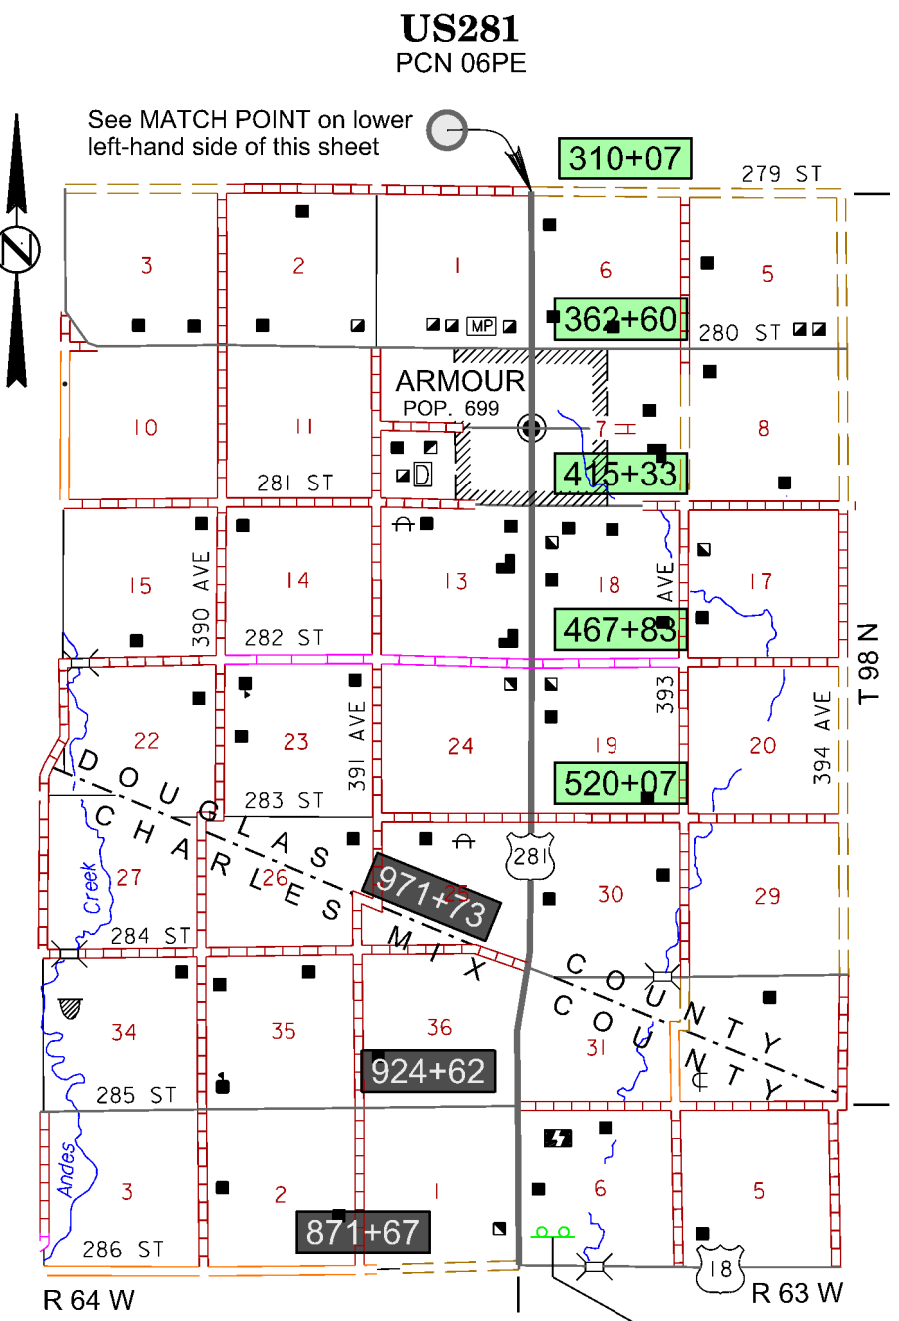 US281
PCN 06PE
See MATCH POINT on lower
left-hand side of this sheet
310+07
279 ST
N
3
2
1
6
5
MP
362+60
280 ST
ARMOUR
POP. 699
10
11
7
8
D
415+33
281 ST
15
390 AVE
14
13
18
AVE
17
282 ST
467+83
T 98 N
22
23
391 AVE
24
19
393
20
394 AVE
283 ST
520+07
DOUGLAS
CHARLES MIX
281
27
Creek
26
25
971+73
30
29
284 ST
COUNTY
COUNTY
34
35
36
31
924+62
285 ST
Andes
3
2
1
6
5
871+67
286 ST
18
R 64 W
R 63 W